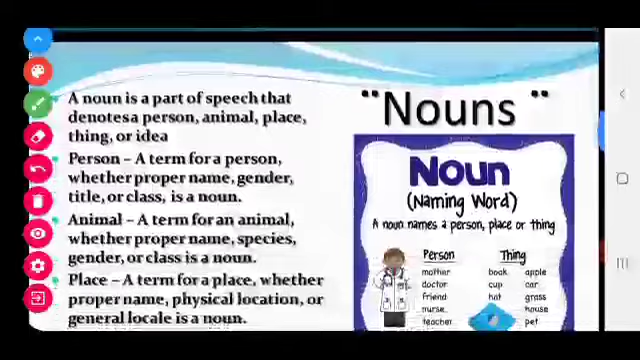 A noun is a part of speech that
denotesa person, animal, place,
thing, or idea
Person – A term for a person,
whether proper name, gender,
title, or class, is a noun.
Animal – A term for an animal,
whether proper name, species,
gender, or class is a noun.
Place – A term for a place, whether
proper name, physical location, or
general locale is a noun.
"Nouns "
Noun
(Naming Word)
A noun names a person, place or thing
Person
mother
doctor
friend
nurse
teacher
Thing
book apple
cup car
hat grass
house
pet